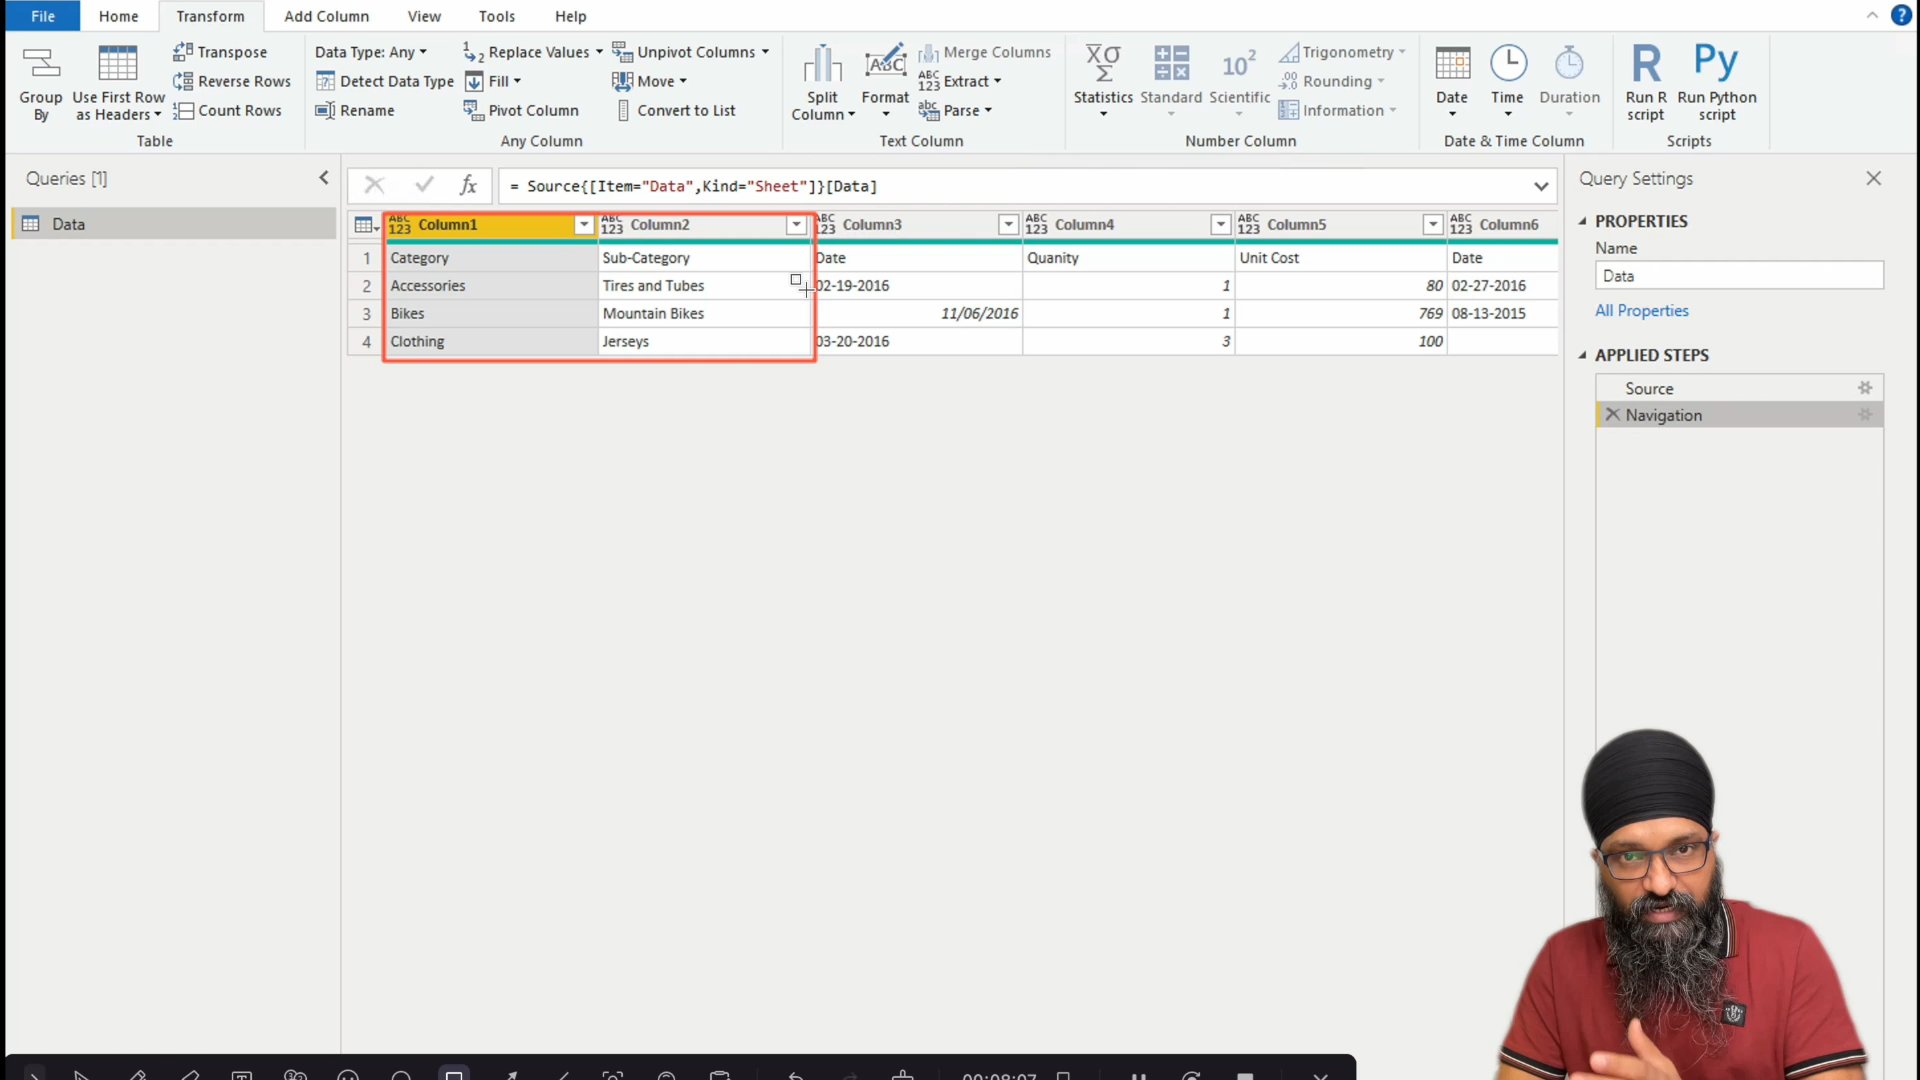 File Home Transform Add Column View Tools Help
Group By
Use First Row as Headers
Transpose
Reverse Rows
Count Rows
Table
Data Type: Any
Detect Data Type
Rename
Replace Values
Fill
Pivot Column
Unpivot Columns
Move
Convert to List
Any Column
Split Column
Format
Merge Columns
Extract
Parse
Text Column
Statistics
Standard
Scientific
Trigonometry
Rounding
Information
Number Column
Date
Time
Duration
Date & Time Column
Run R script
Run Python script
Scripts
Queries [1]
Data
= Source{[Item="Data",Kind="Sheet"]}[Data]
Column1 Column2 Column3 Column4 Column5 Column6
1 Category Sub-Category Date Quanity Unit Cost Date
2 Accessories Tires and Tubes 02-19-2016 1 80 02-27-2016
3 Bikes Mountain Bikes 11/06/2016 1 769 08-13-2015
4 Clothing Jerseys 03-20-2016 3 100
Query Settings
PROPERTIES
Name
Data
All Properties
APPLIED STEPS
Source
Navigation
00:08:07